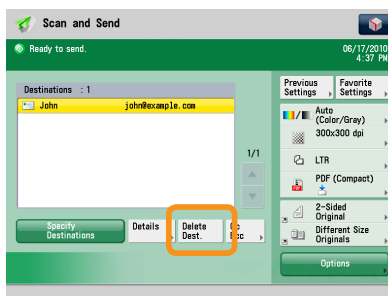 Scan and Send
Ready to send.
06/17/2010
4:37 PM
Destinations : 1
John john@example.com
1/1
Specify
Destinations
Details
Delete
Dest.
Cc
Bcc
Previous
Settings
Favorite
Settings
Auto
(Color/Gray)
300x300 dpi
LTR
PDF (Compact)
2-Sided
Original
Different Size
Originals
Options